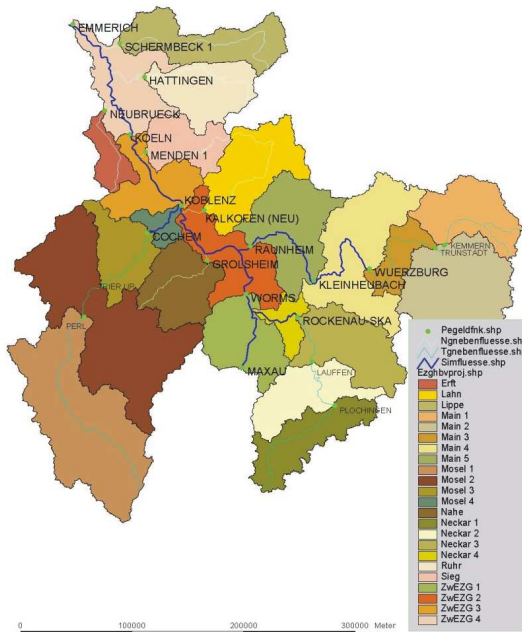 EMMERICH
SCHERMBECK 1
HATTINGEN
NEUBRUECK
KOELN
MENDEN 1
KOBLENZ
KALKOFEN (NEU)
COCHEM
RAUNHEIM
KEMMERN
TRUNSTADT
GROLSHEIM
WUERZBURG
TRIER UP
KLEINHEUBACH
WORMS
PERL
ROCKENAU-SKA
MAXAU
LAUFFEN
PLOCHINGEN
Pegeldfnk.shp
Ngnebenfluesse.sh
Tgnebenfluesse.sh
Simfluesse.shp
Ezghbvproj.shp
Erft
Lahn
Lippe
Main 1
Main 2
Main 3
Main 4
Main 5
Mosel 1
Mosel 2
Mosel 3
Mosel 4
Nahe
Neckar 1
Neckar 2
Neckar 3
Neckar 4
Ruhr
Sieg
ZwEZG 1
ZwEZG 2
ZwEZG 3
ZwEZG 4
0 100000 200000 300000 Meter